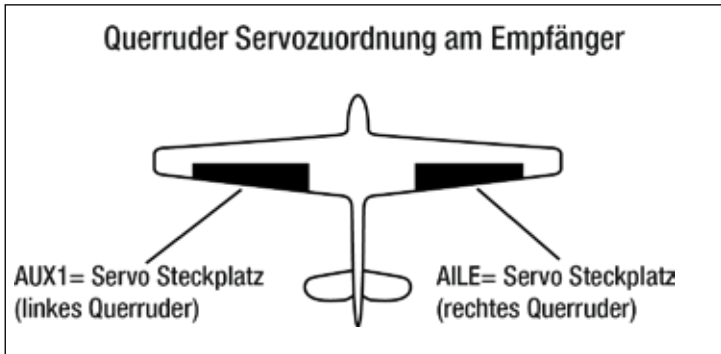 Querruder Servozuordnung am Empfänger
AUX1= Servo Steckplatz
(linkes Querruder)
AILE= Servo Steckplatz
(rechtes Querruder)